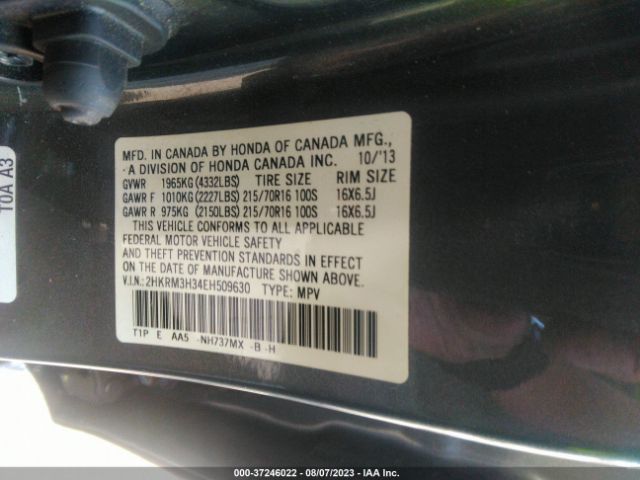 MFD. IN CANADA BY HONDA OF CANADA MFG.,
A DIVISION OF HONDA CANADA INC. 10/'13
GVWR 1965KG (4332LBS) TIRE SIZE RIM SIZE
GAWR F 1010KG (2227LBS) 215/70R16 100S 16X6.5J
GAWR R 975KG (2150LBS) 215/70R16 100S 16X6.5J
THIS VEHICLE CONFORMS TO ALL APPLICABLE
FEDERAL MOTOR VEHICLE SAFETY
AND THEFT PREVENTION STANDARDS IN EFFECT
ON THE DATE OF MANUFACTURE SHOWN ABOVE.
V.I.N.: 2HKRM3H34EH509630 TYPE: MPV
T1P E AA5 -NH737MX -B -H
10A A3
000-37246022 - 08/07/2023 - IAA Inc.